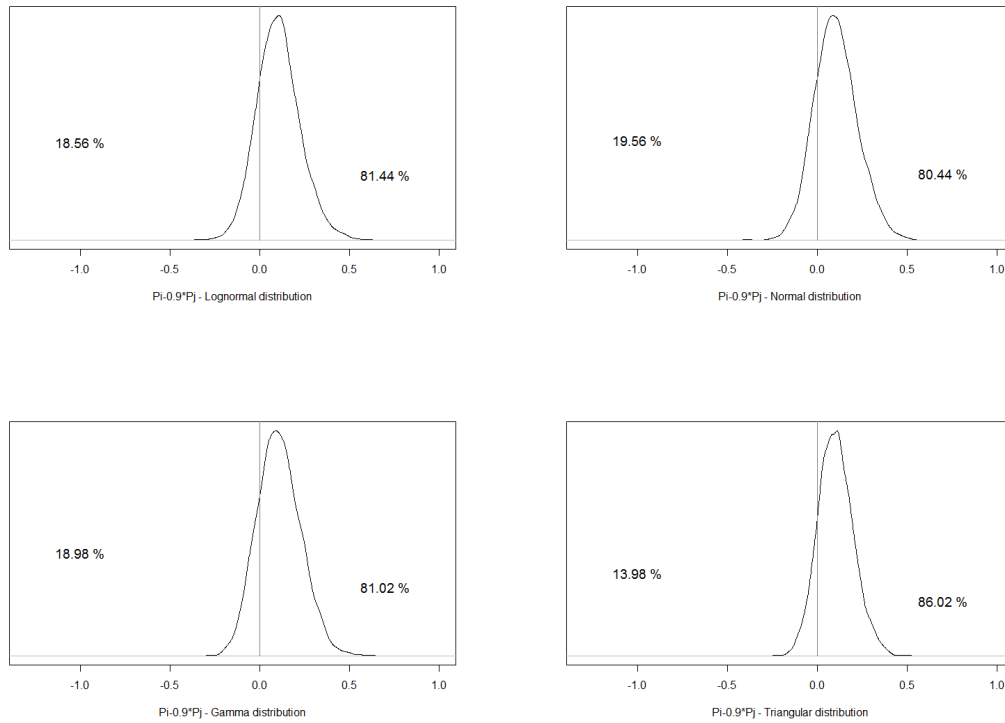 18.56 %
81.44 %
-1.0 -0.5 0.0 0.5 1.0
Pi-0.9*Pj - Lognormal distribution
19.56 %
80.44 %
-1.0 -0.5 0.0 0.5 1.0
Pi-0.9*Pj - Normal distribution
18.98 %
81.02 %
-1.0 -0.5 0.0 0.5 1.0
Pi-0.9*Pj - Gamma distribution
13.98 %
86.02 %
-1.0 -0.5 0.0 0.5 1.0
Pi-0.9*Pj - Triangular distribution